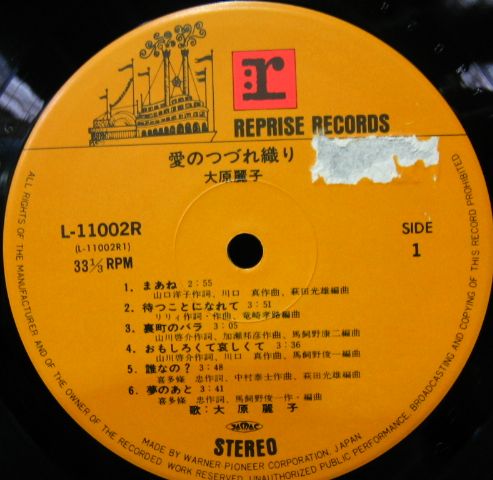 r
REPRISE RECORDS
愛のつづれ織り
大原麗子
L-11002R
(L-11002R1)
33 1/3 RPM
SIDE
1
1. まあね 2:55
山口洋子作詞、川口 真作曲、萩田光雄編曲
2. 待つことになれて 3:51
リリィ作詞・作曲、竜崎孝路編曲
3. 裏町のバラ 3:05
山川啓介作詞、加瀬邦彦作曲、馬飼野康二編曲
4. おもしろくて哀しくて 3:36
山川啓介作詞、川口 真作曲、馬飼野俊一編曲
5. 誰なの? 3:48
喜多條 忠作詞、中村泰士作曲、萩田光雄編曲
6. 夢のあと 3:41
喜多條 忠作詞、馬飼野俊一作・編曲
歌:大原麗子
JASRAC
STEREO
MADE BY WARNER-PIONEER CORPORATION, JAPAN
ALL RIGHTS OF THE MANUFACTURER AND OF THE OWNER OF THE RECORDED WORK RESERVED. UNAUTHORIZED PUBLIC PERFORMANCE, BROADCASTING AND COPYING OF THIS RECORD PROHIBITED